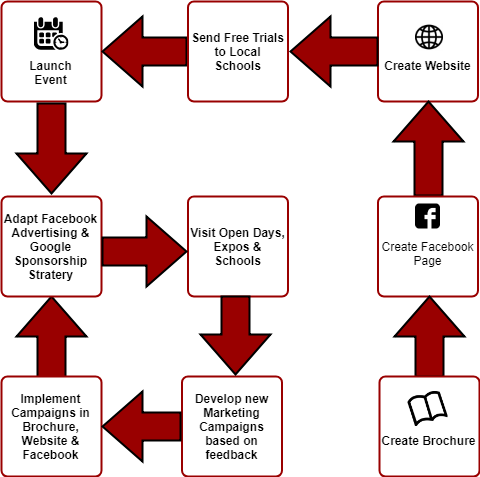 Launch
Event
Send Free Trials
to Local
Schools
Create Website
Adapt Facebook
Advertising &
Google
Sponsorship
Stratery
Visit Open Days,
Expos &
Schools
Create Facebook
Page
Implement
Campaigns in
Brochure,
Website &
Facebook
Develop new
Marketing
Campaigns
based on
feedback
Create Brochure